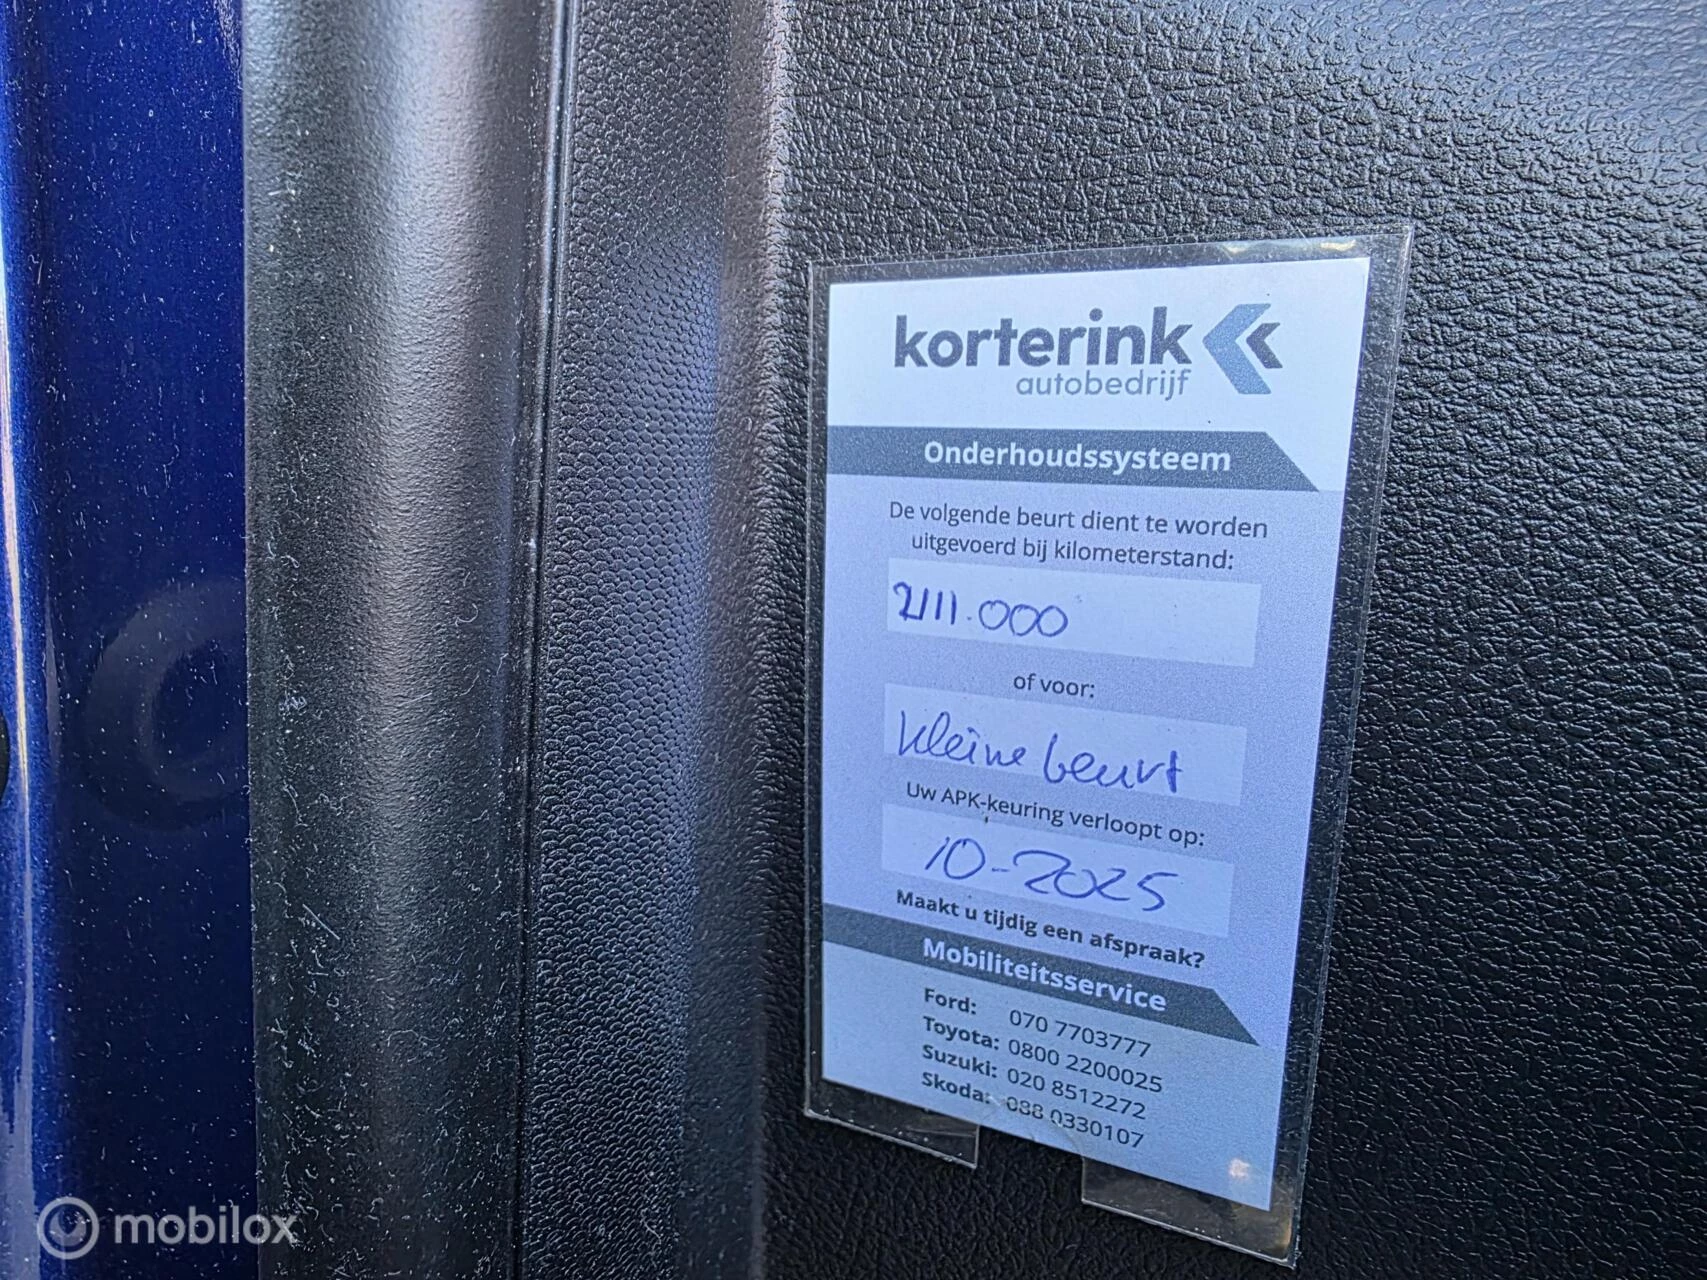 korterink
autobedrijf
Onderhoudssysteem
De volgende beurt dient te worden
uitgevoerd bij kilometerstand:
of voor:
kleine beurt
Uw APK-keuring verloopt op:
10-2025
Maakt u tijdig een afspraak?
Mobiliteitsservice
Ford: 070 7703777
Toyota: 0800 2200025
Suzuki: 020 8512272
Skoda: 088 0330107
mobilox